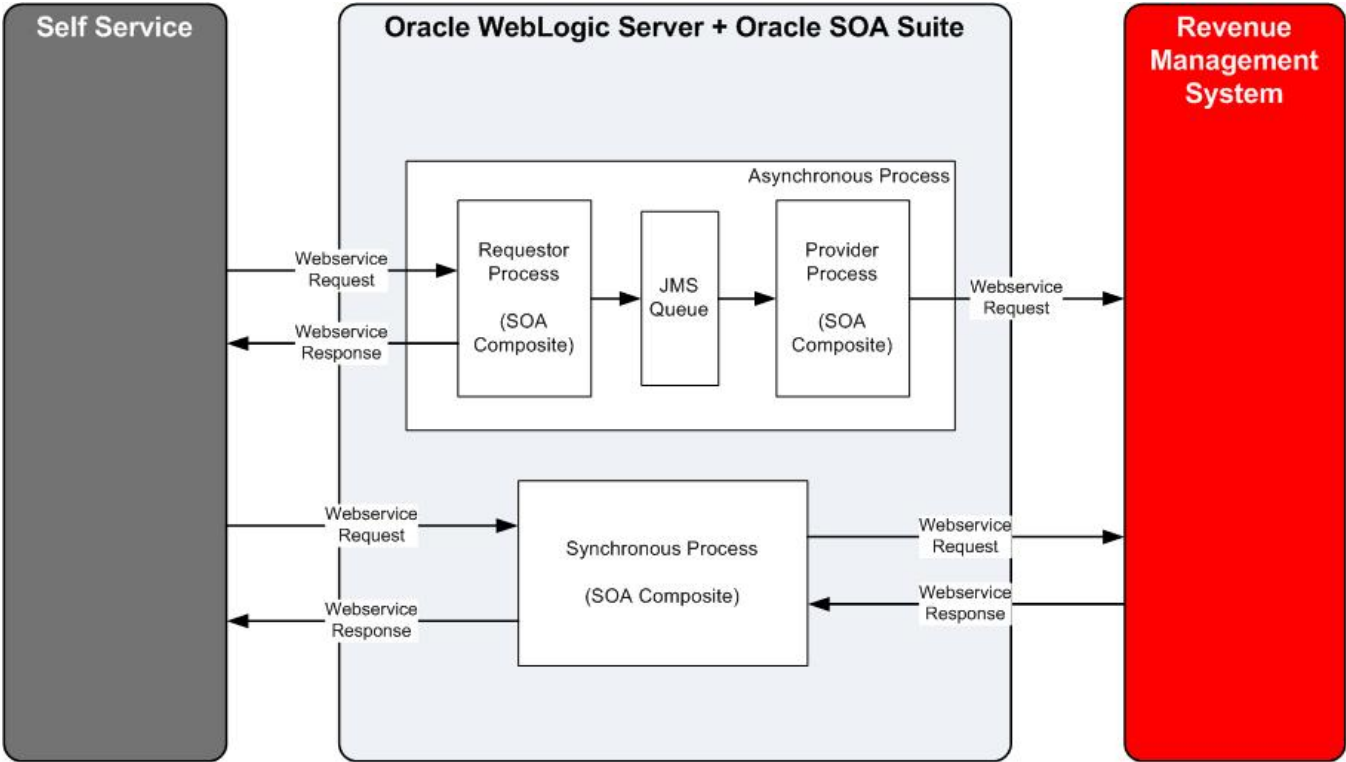 Self Service
Oracle WebLogic Server + Oracle SOA Suite
Revenue
Management
System
Asynchronous Process
Webservice
Request
Webservice
Response
Requestor
Process
(SOA
Composite)
JMS
Queue
Provider
Process
(SOA
Composite)
Webservice
Request
Webservice
Request
Webservice
Response
Synchronous Process
(SOA Composite)
Webservice
Request
Webservice
Response